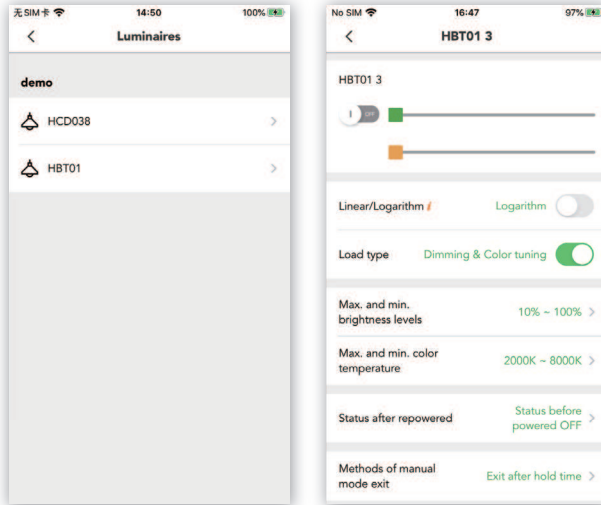 无SIM卡 14:50 100%
Luminaires
demo
HCD038
HBT01
No SIM 16:47 97%
HBT01 3
HBT01 3
I OFF
Linear/Logarithm i Logarithm
Load type Dimming & Color tuning
Max. and min.
brightness levels
10% ~ 100%
Max. and min. color
temperature
2000K ~ 8000K
Status after repowered
Status before
powered OFF
Methods of manual
mode exit
Exit after hold time